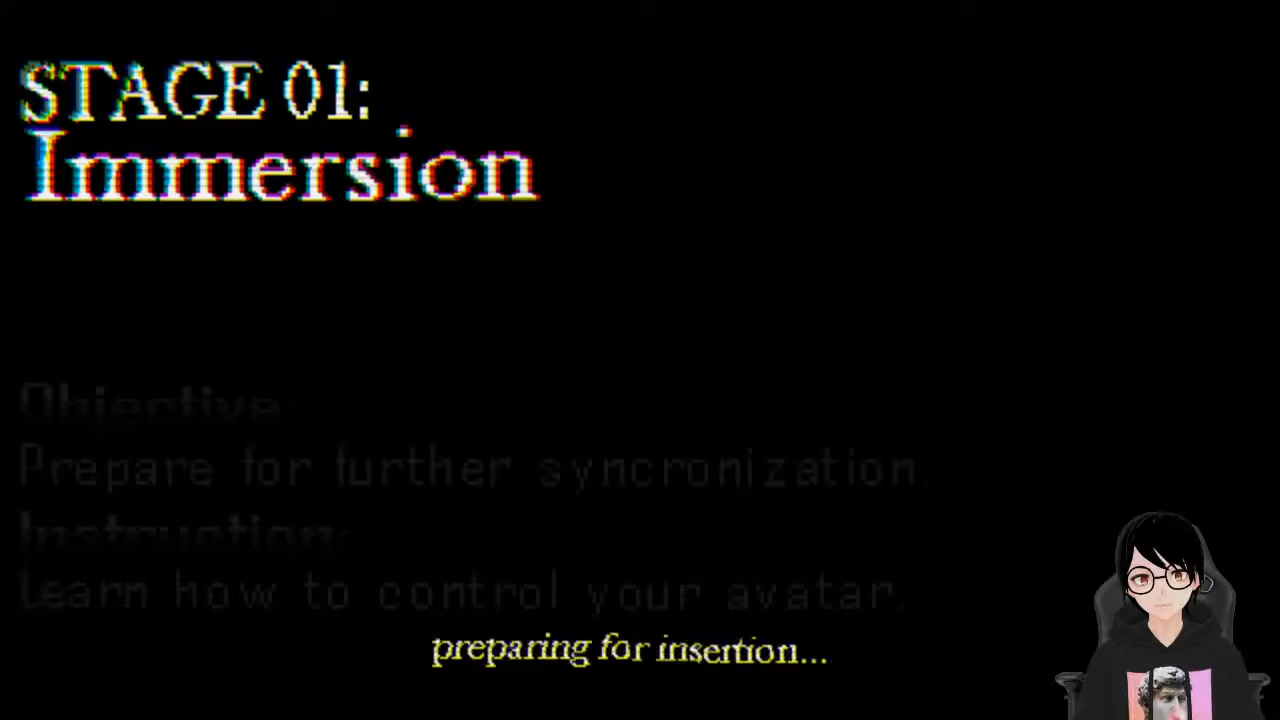 STAGE 01:
Immersion
Objective:
Prepare for further syncronization.
Instruction:
Learn how to control your avatar.
preparing for insertion...